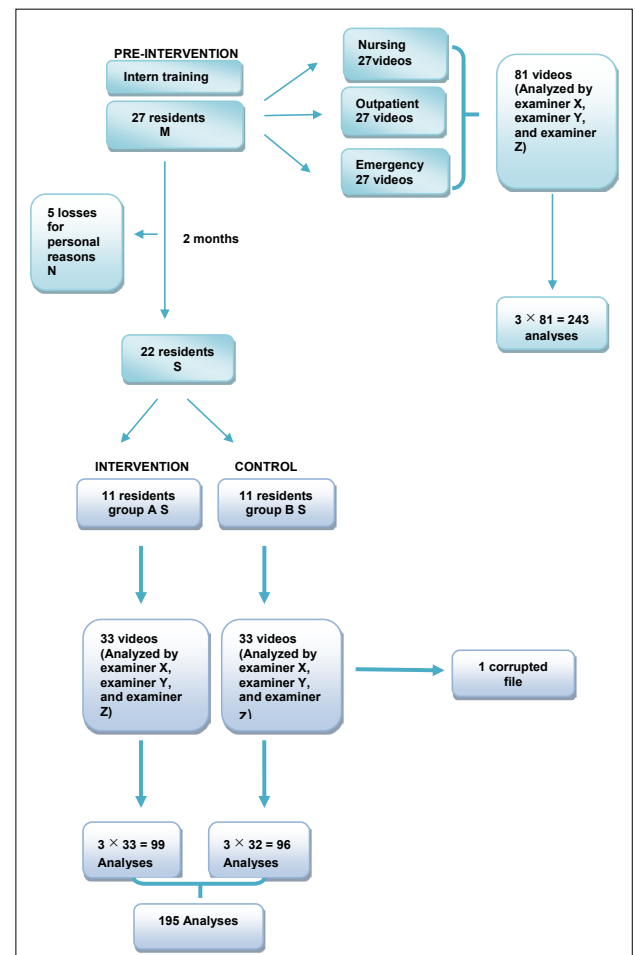 PRE-INTERVENTION
Intern training
27 residents
M
Nursing
27videos
Outpatient
27 videos
Emergency
27 videos
81 videos
(Analyzed by
examiner X,
examiner Y,
and examiner
Z)
3 × 81 = 243
analyses
5 losses
for
personal
reasons
N
2 months
22 residents
S
INTERVENTION
11 residents
group A S
CONTROL
11 residents
group B S
33 videos
(Analyzed by
examiner X,
examiner Y,
and examiner
Z)
33 videos
(Analyzed by
examiner X,
examiner Y,
and examiner
Z)
1 corrupted
file
3 × 33 = 99
Analyses
3 × 32 = 96
Analyses
195 Analyses